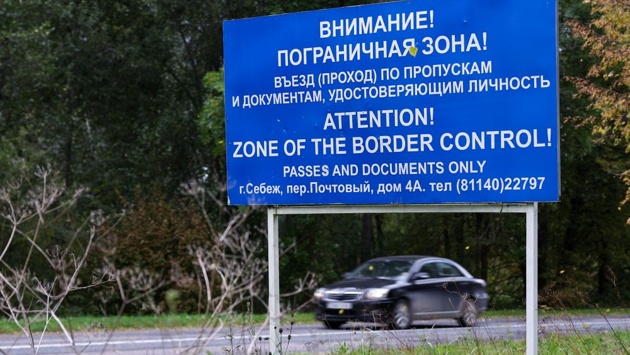 ВНИМАНИЕ!
ПОГРАНИЧНАЯ ЗОНА!
ВЪЕЗД (ПРОХОД) ПО ПРОПУСКАМ
И ДОКУМЕНТАМ, УДОСТОВЕРЯЮЩИМ ЛИЧНОСТЬ
ATTENTION!
ZONE OF THE BORDER CONTROL!
PASSES AND DOCUMENTS ONLY
г.Себеж, пер.Почтовый, дом 4А. тел (81140)22797